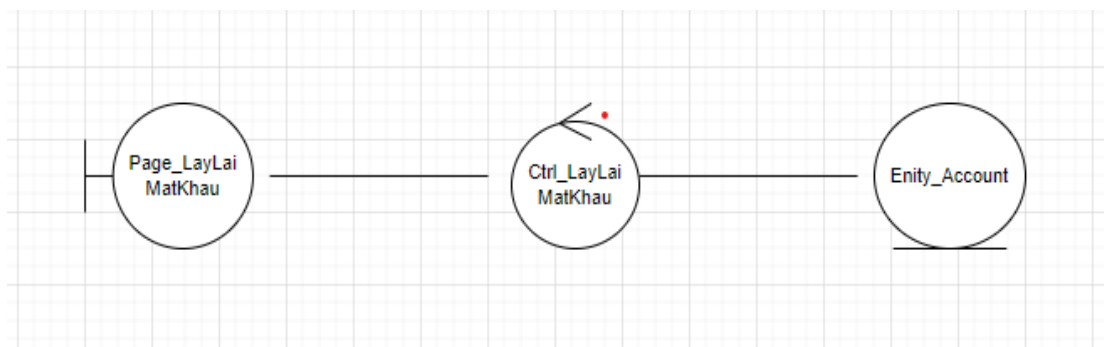 Page_LayLai
MatKhau
Ctrl_LayLai
MatKhau
Enity_Account